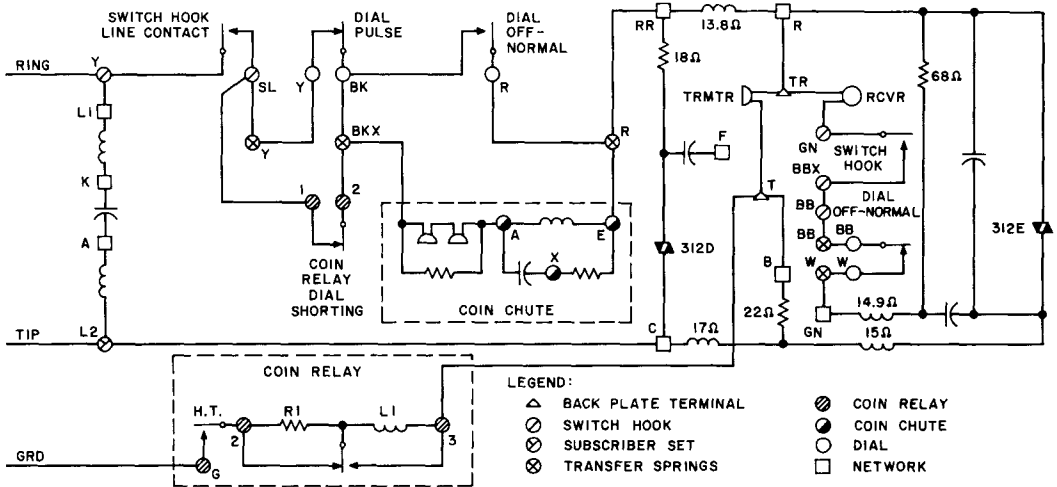 SWITCH HOOK
LINE CONTACT
DIAL
PULSE
DIAL
OFF-
NORMAL
RR
13.8Ω
R
RING
Y
SL
Y
BK
R
18Ω
TR
TRMTR
RCVR
68Ω
L1
Y
BKX
R
F
GN
SWITCH
HOOK
K
BBX
1
2
T
DIAL
OFF-NORMAL
BB
A
A
E
312D
BB
BB
312E
X
W
W
COIN
RELAY
DIAL
SHORTING
COIN CHUTE
B
22Ω
GN
14.9Ω
TIP
L2
C
17Ω
15Ω
COIN RELAY
H.T.
2
R1
L1
3
GRD
G
LEGEND:
BACK PLATE TERMINAL
SWITCH HOOK
SUBSCRIBER SET
TRANSFER SPRINGS
COIN RELAY
COIN CHUTE
DIAL
NETWORK